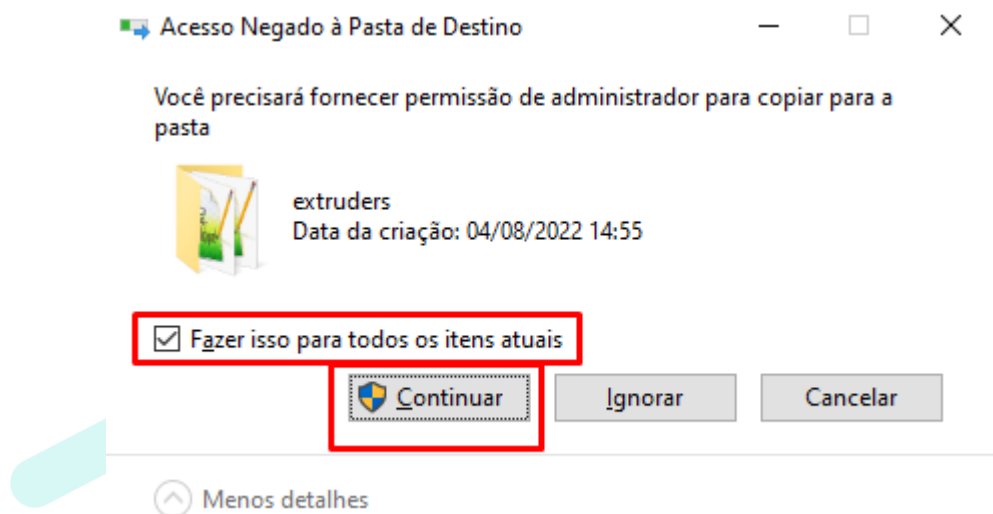 Acesso Negado à Pasta de Destino
Você precisará fornecer permissão de administrador para copiar para a
pasta
extruders
Data da criação: 04/08/2022 14:55
Fazer isso para todos os itens atuais
Continuar Ignorar Cancelar
Menos detalhes